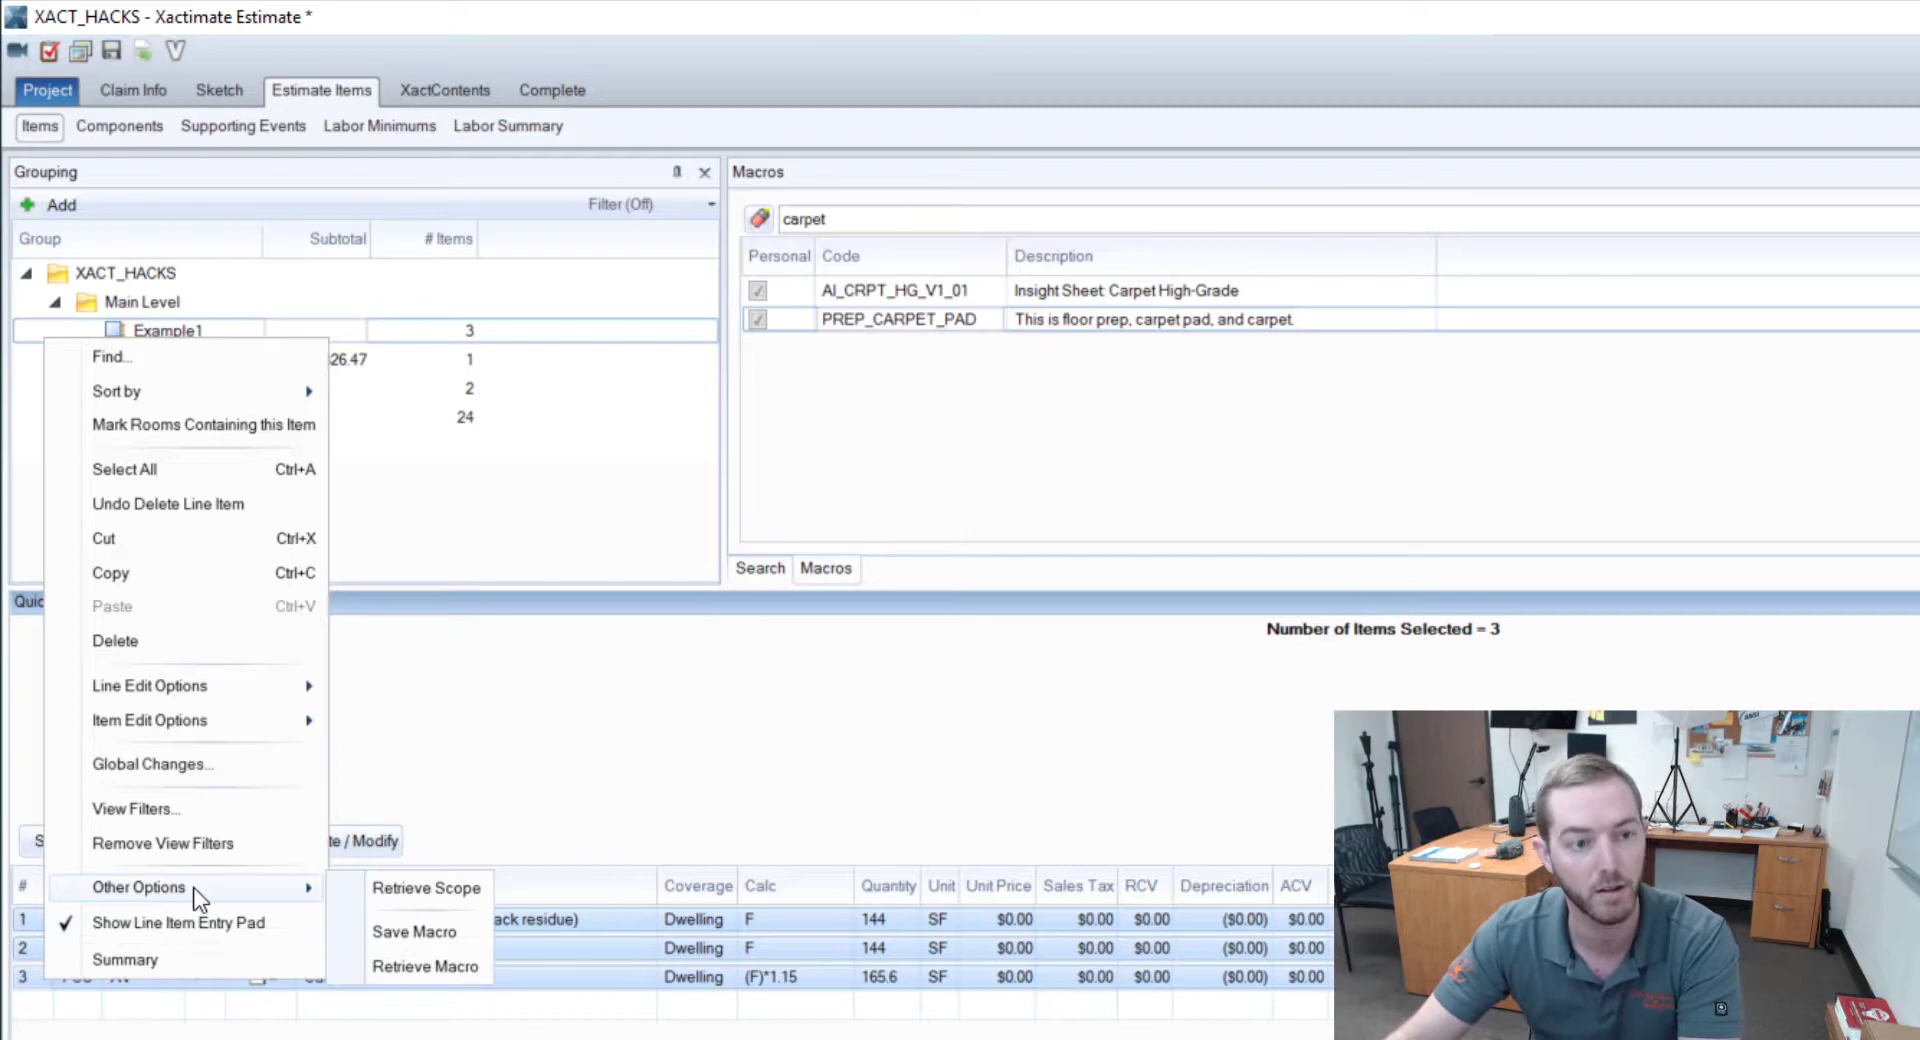 XACT_HACKS - Xactimate Estimate *
Project Claim Info Sketch Estimate Items XactContents Complete
Items Components Supporting Events Labor Minimums Labor Summary
Grouping
Add Filter (Off)
Group Subtotal # Items
XACT_HACKS
Main Level
Example1 3
26.47 1
2
24
Macros
carpet
Personal Code Description
AI_CRPT_HG_V1_01 Insight Sheet: Carpet High-Grade
PREP_CARPET_PAD This is floor prep, carpet pad, and carpet.
Search Macros
Find...
Sort by
Mark Rooms Containing this Item
Select All Ctrl+A
Undo Delete Line Item
Cut Ctrl+X
Copy Ctrl+C
Paste Ctrl+V
Delete
Line Edit Options
Item Edit Options
Global Changes...
View Filters...
Remove View Filters
Other Options
Show Line Item Entry Pad
Summary
Retrieve Scope
Save Macro
Retrieve Macro
Quic
Number of Items Selected = 3
S te / Modify
# Coverage Calc Quantity Unit Unit Price Sales Tax RCV Depreciation ACV
1 ack residue) Dwelling F 144 SF $0.00 $0.00 $0.00 ($0.00) $0.00
2 Dwelling F 144 SF $0.00 $0.00 $0.00 ($0.00) $0.00
3 Dwelling (F)*1.15 165.6 SF $0.00 $0.00 $0.00 ($0.00) $0.00